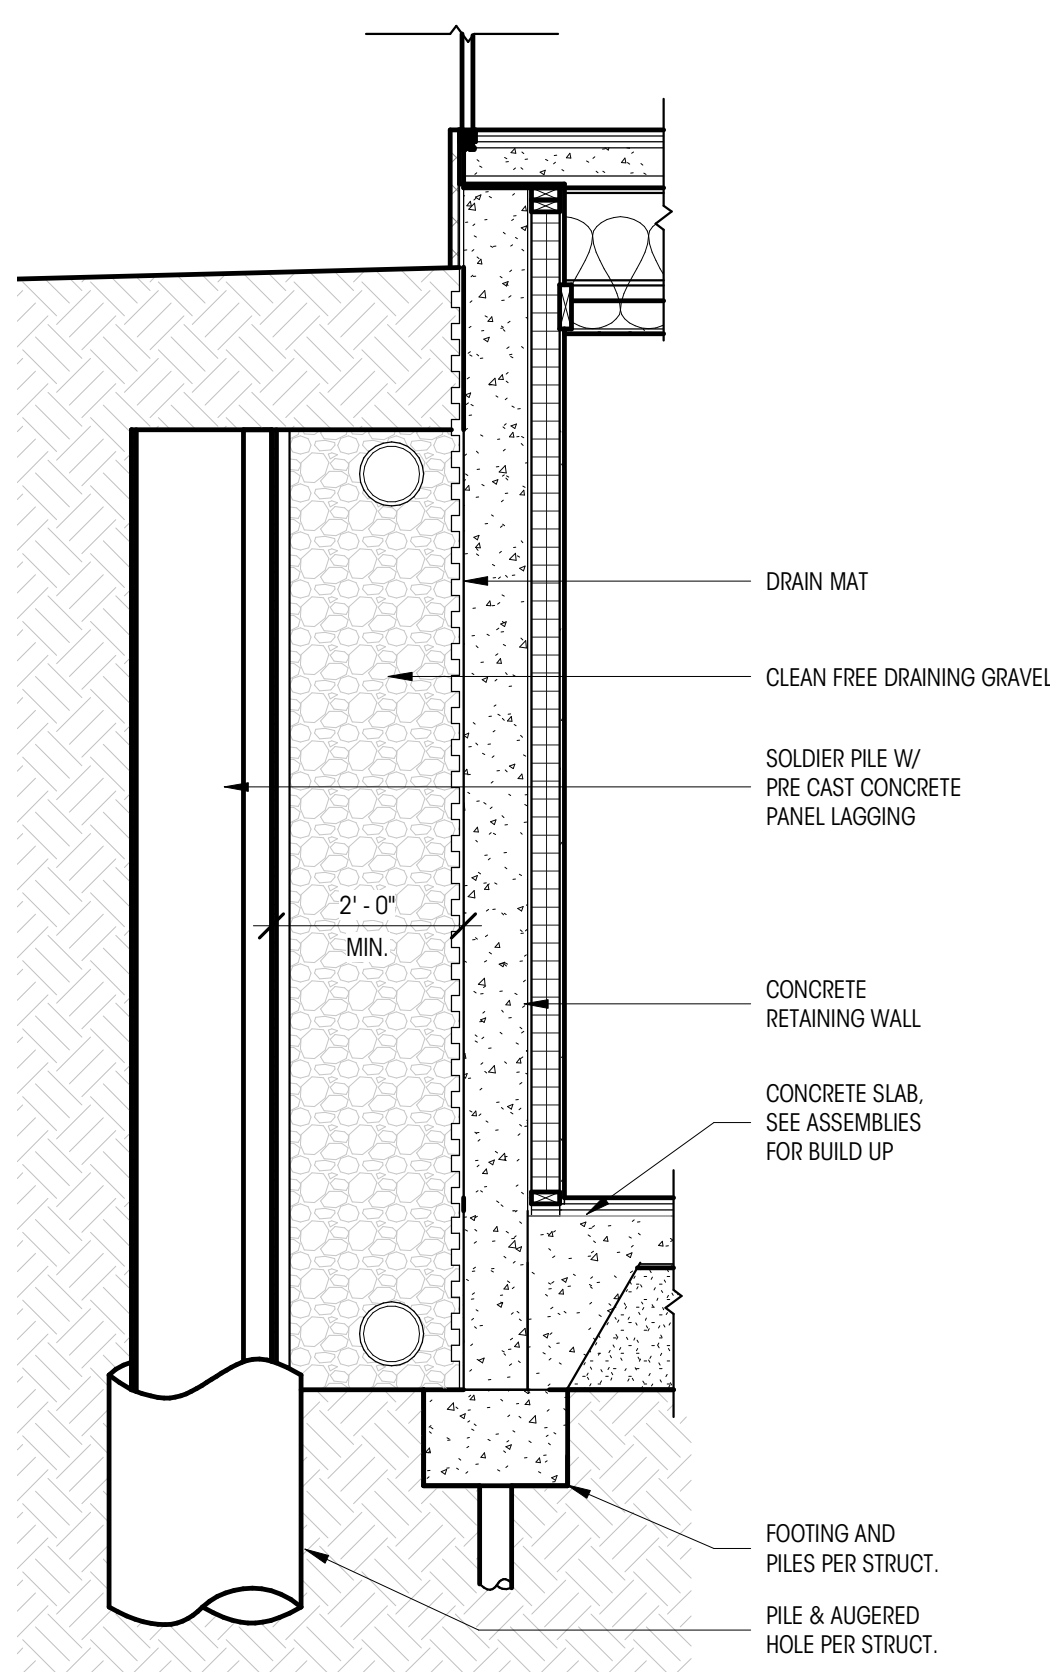 DRAIN MAT
CLEAN FREE DRAINING GRAVEL
SOLDIER PILE W/
PRE CAST CONCRETE
PANEL LAGGING
2' - 0"
MIN.
CONCRETE
RETAINING WALL
CONCRETE SLAB,
SEE ASSEMBLIES
FOR BUILD UP
FOOTING AND
PILES PER STRUCT.
PILE & AUGERED
HOLE PER STRUCT.